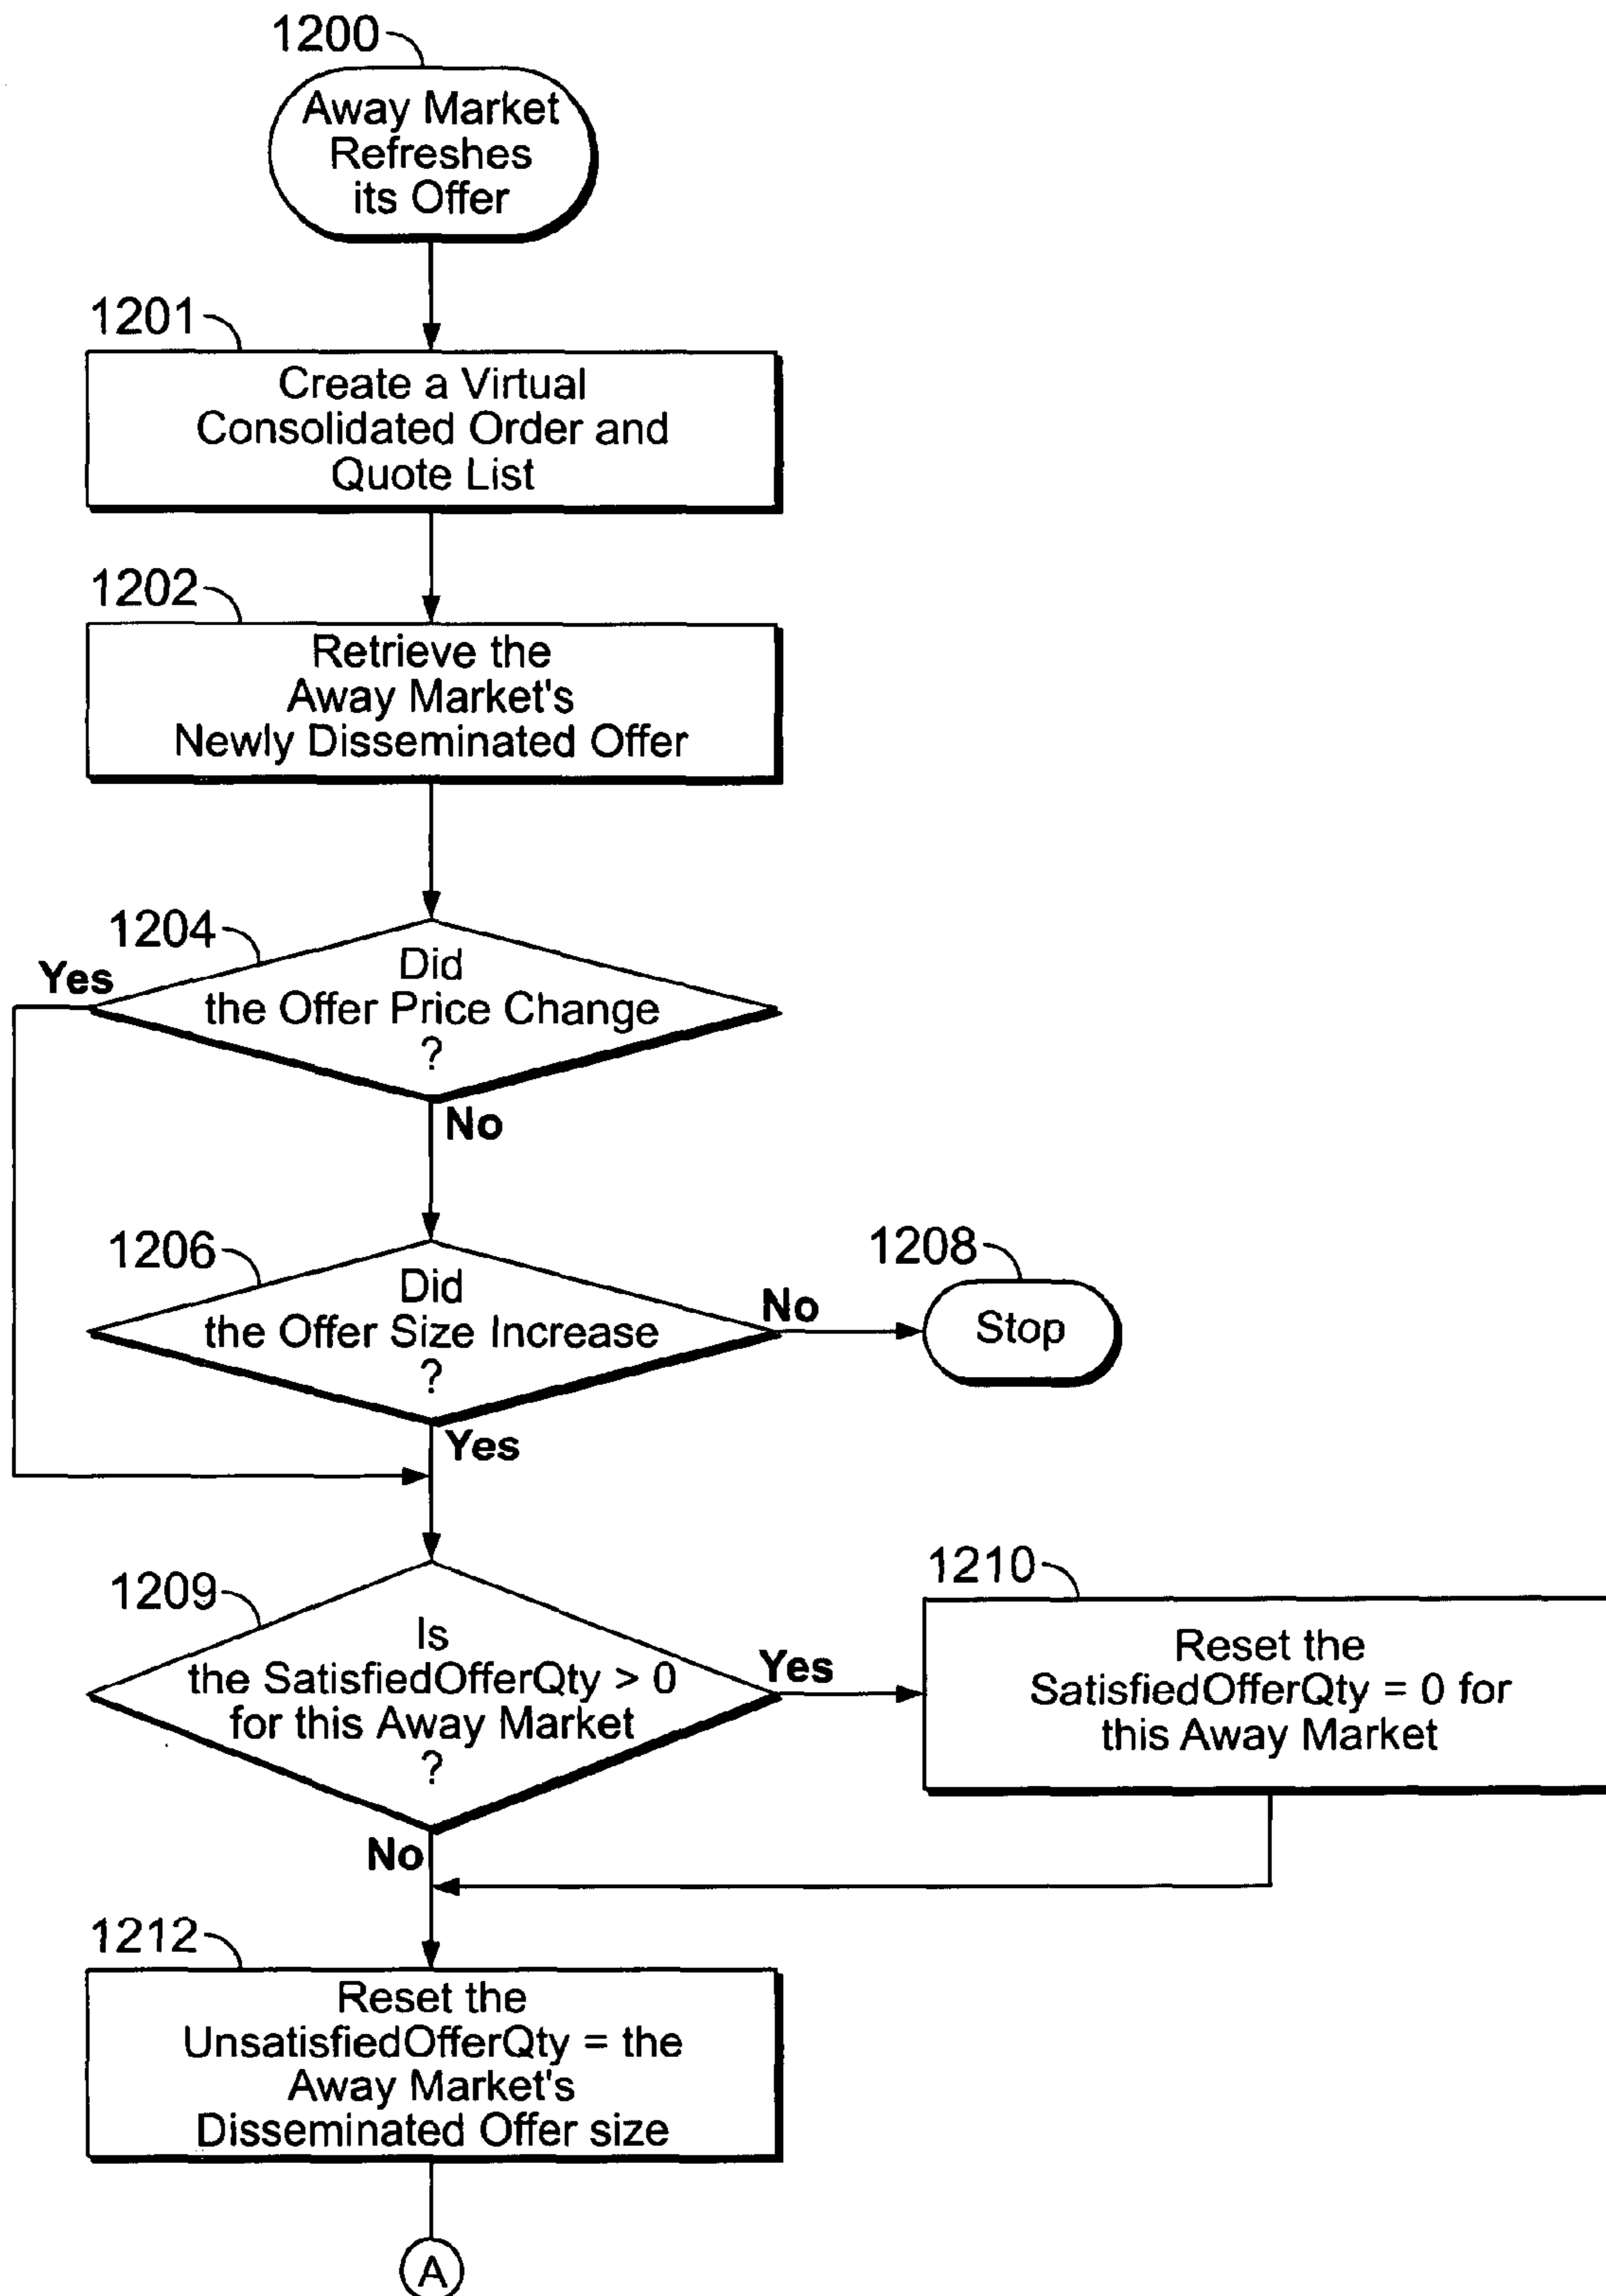 1200
Away Market
Refreshes
its Offer
1201
Create a Virtual
Consolidated Order and
Quote List
1202
Retrieve the
Away Market's
Newly Disseminated Offer
1204
Yes
Did
the Offer Price Change
?
No
1206
Did
the Offer Size Increase
?
No
1208
Stop
Yes
1209
Is
the SatisfiedOfferQty > 0
for this Away Market
?
Yes
1210
Reset the
SatisfiedOfferQty = 0 for
this Away Market
No
1212
Reset the
UnsatisfiedOfferQty = the
Away Market's
Disseminated Offer size
A